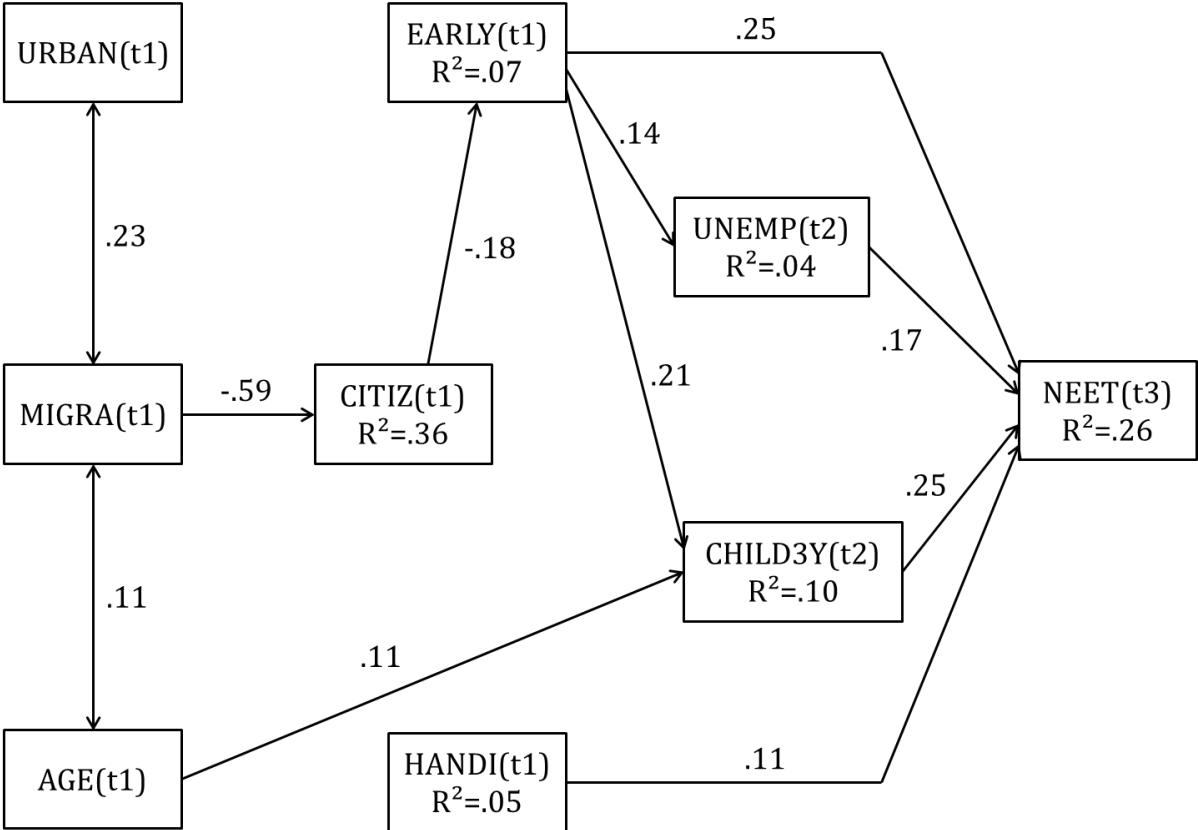 URBAN(t1)
EARLY(t1)
R²=.07
.25
.14
UNEMP(t2)
R²=.04
.23
-.18
.17
.21
MIGRA(t1)
-.59
CITIZ(t1)
R²=.36
NEET(t3)
R²=.26
.25
CHILD3Y(t2)
R²=.10
.11
.11
AGE(t1)
HANDI(t1)
R²=.05
.11